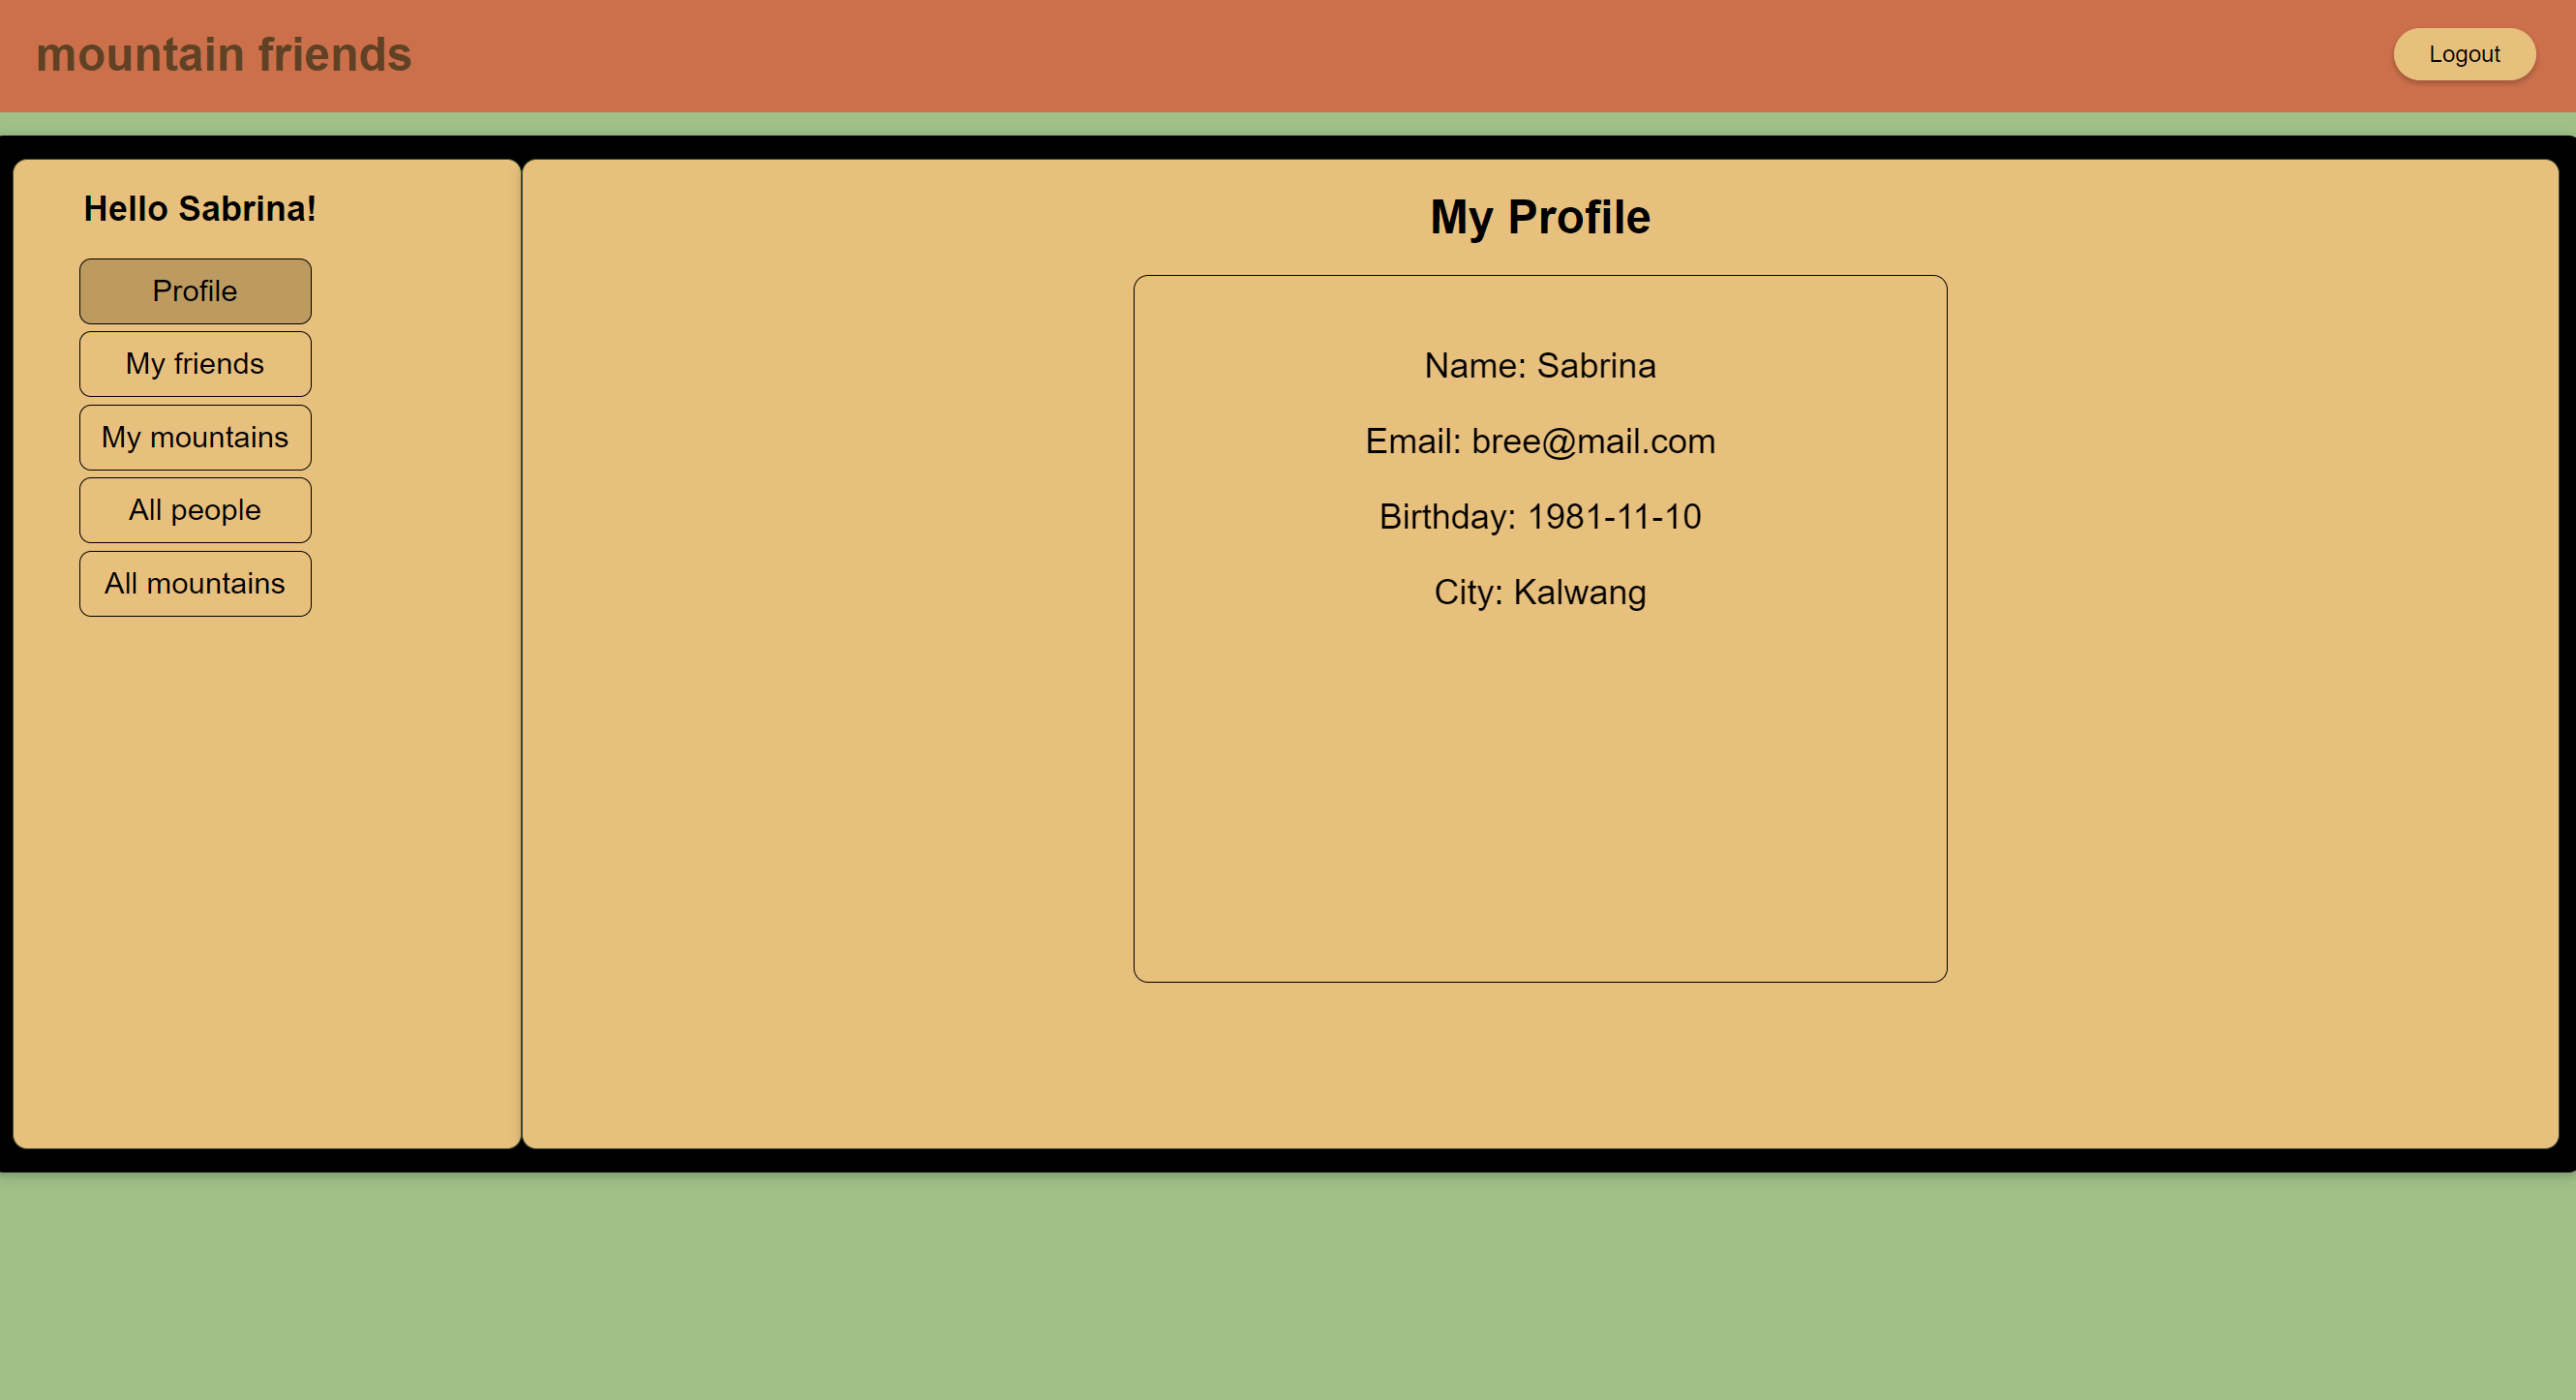 mountain friends
Logout
Hello Sabrina!
Profile
My friends
My mountains
All people
All mountains
My Profile
Name: Sabrina
Email: bree@mail.com
Birthday: 1981-11-10
City: Kalwang